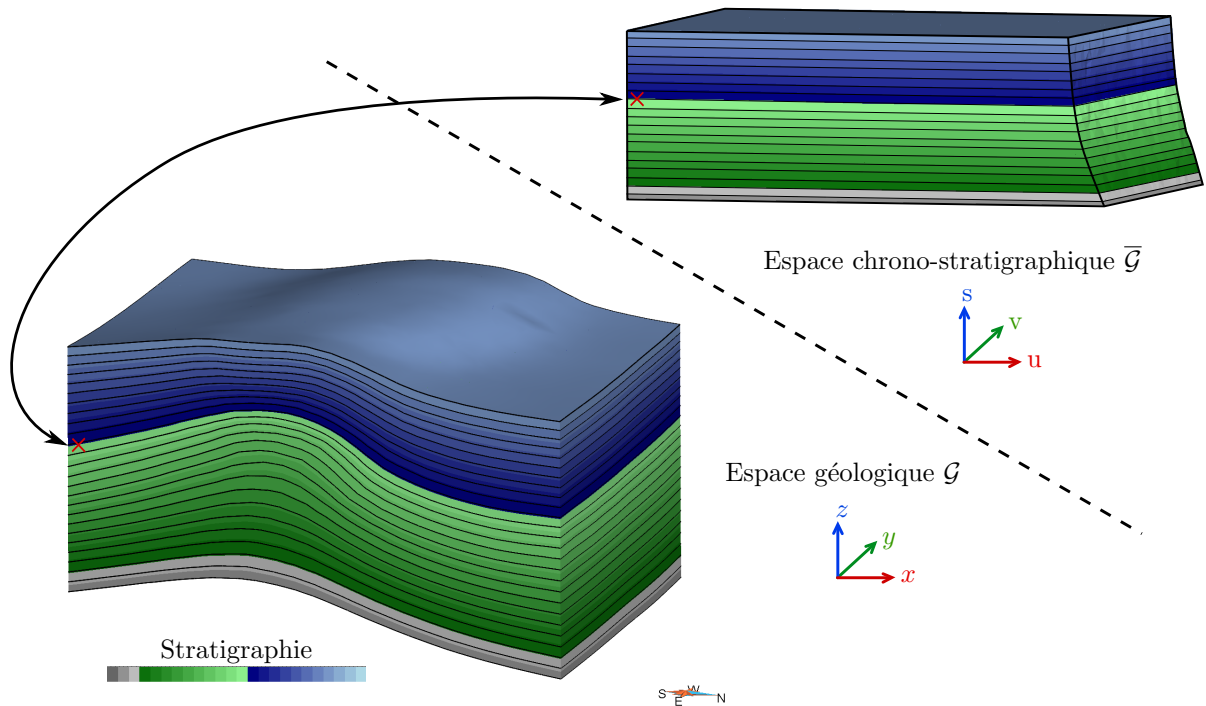 Espace chrono-stratigraphique 𝒢̅
s
v
u
Espace géologique 𝒢
z
y
x
Stratigraphie
S W N
E